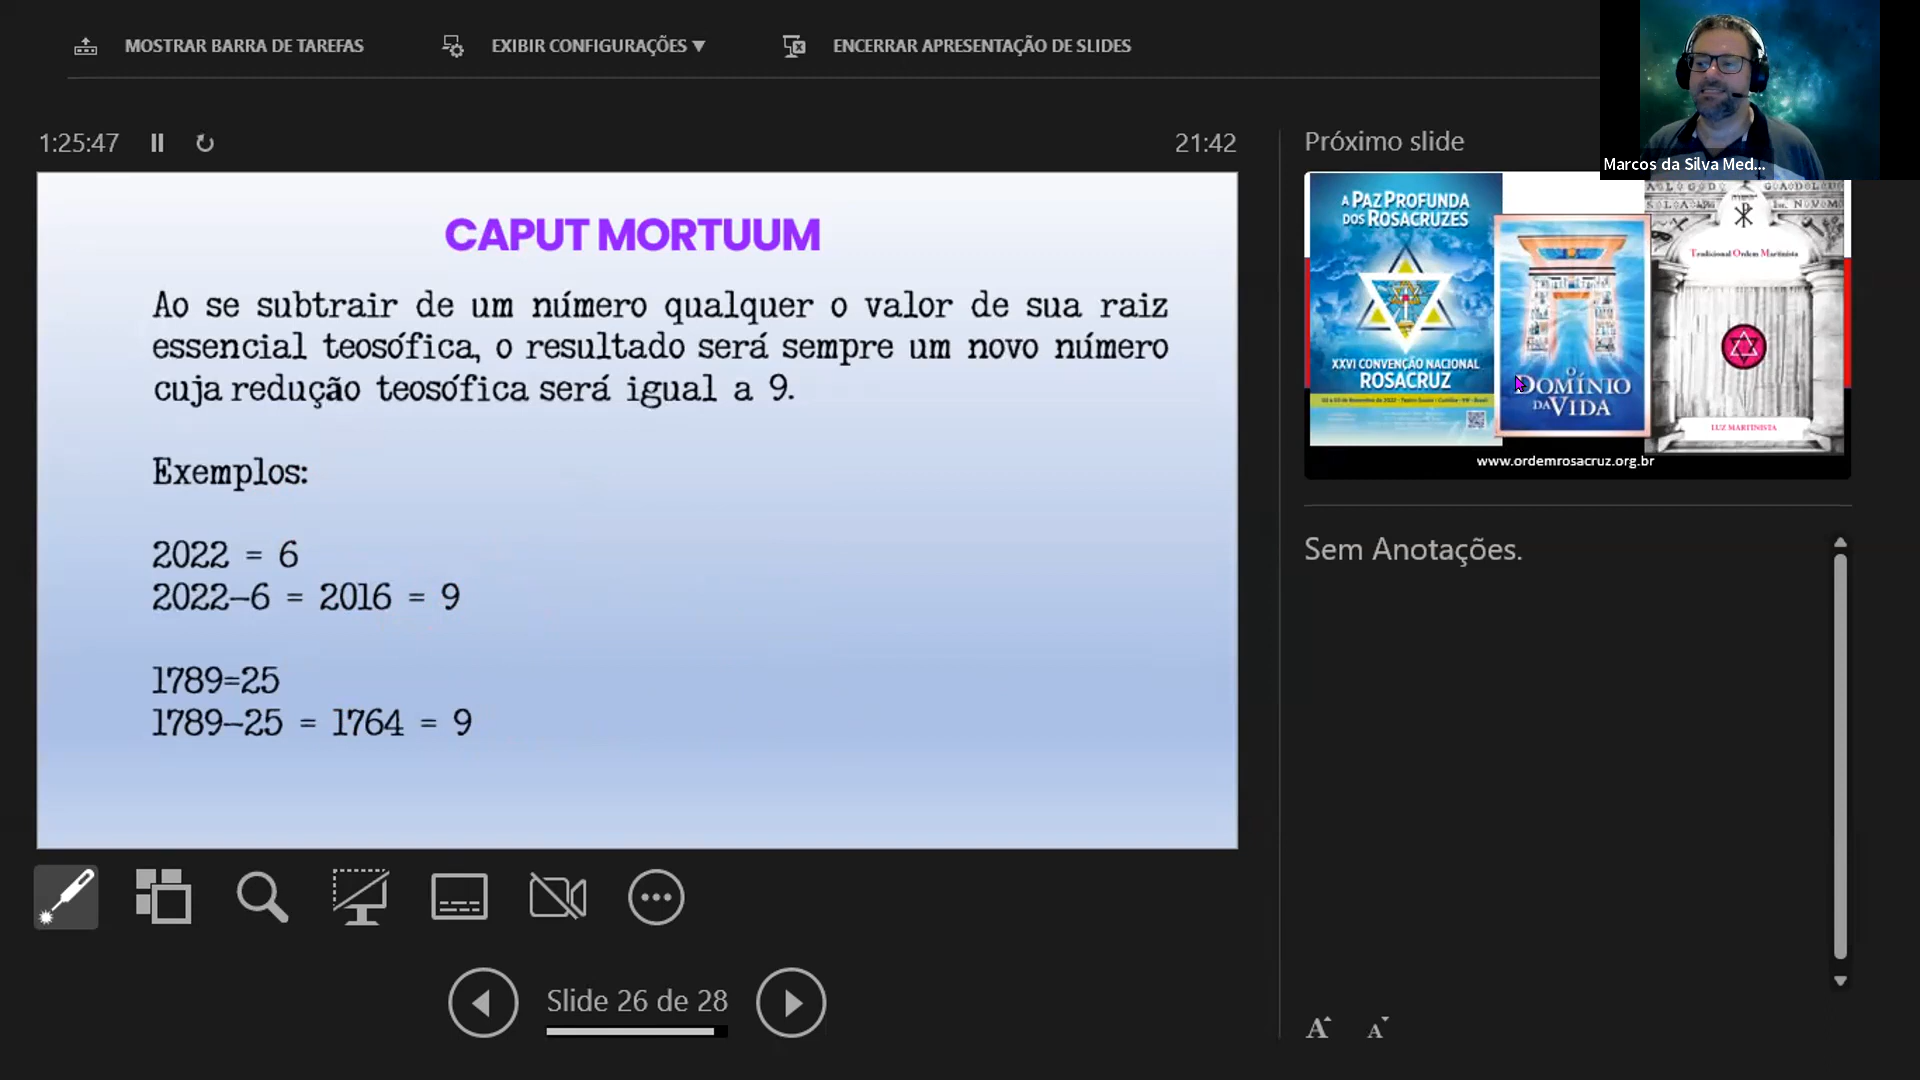 MOSTRAR BARRA DE TAREFAS
EXIBIR CONFIGURAÇÕES ▼
ENCERRAR APRESENTAÇÃO DE SLIDES
1:25:47
21:42
CAPUT MORTUUM
Ao se subtrair de um número qualquer o valor de sua raiz
essencial teosófica, o resultado será sempre um novo número
cuja redução teosófica será igual a 9.
Exemplos:
2022 = 6
2022–6 = 2016 = 9
1789=25
1789–25 = 1764 = 9
Slide 26 de 28
Próximo slide
Marcos da Silva Med...
A PAZ PROFUNDA
DOS ROSACRUZES
XXVI CONVENÇÃO NACIONAL
ROSACRUZ
O
DOMÍNIO
DA VIDA
Tradicional Ordem Martinista
LUZ MARTINISTA
www.ordemrosacruz.org.br
Sem Anotações.
A A